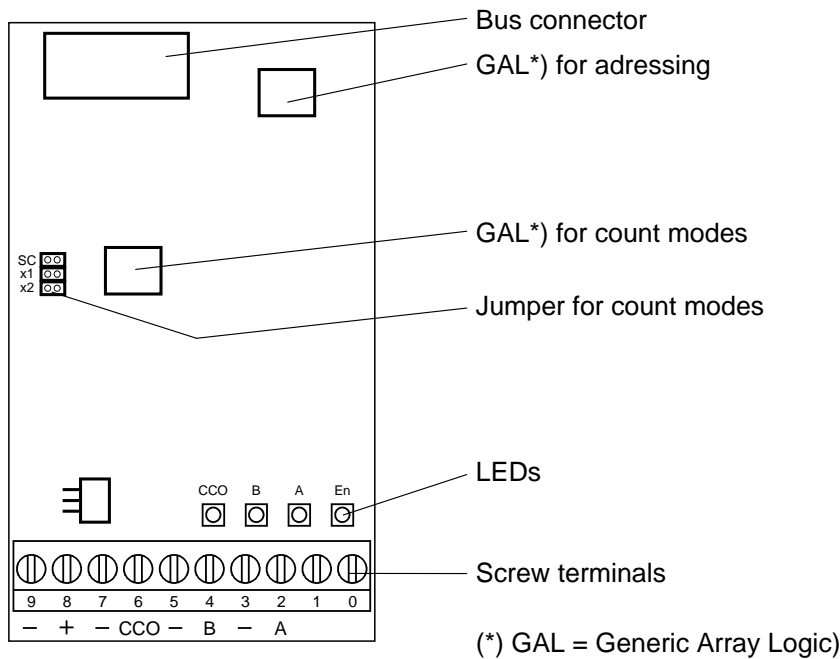 Bus connector
GAL*) for adressing
GAL*) for count modes
SC
x1
x2
Jumper for count modes
LEDs
CCO B A En
Screw terminals
9 8 7 6 5 4 3 2 1 0
− + − CCO − B − A
(*) GAL = Generic Array Logic)